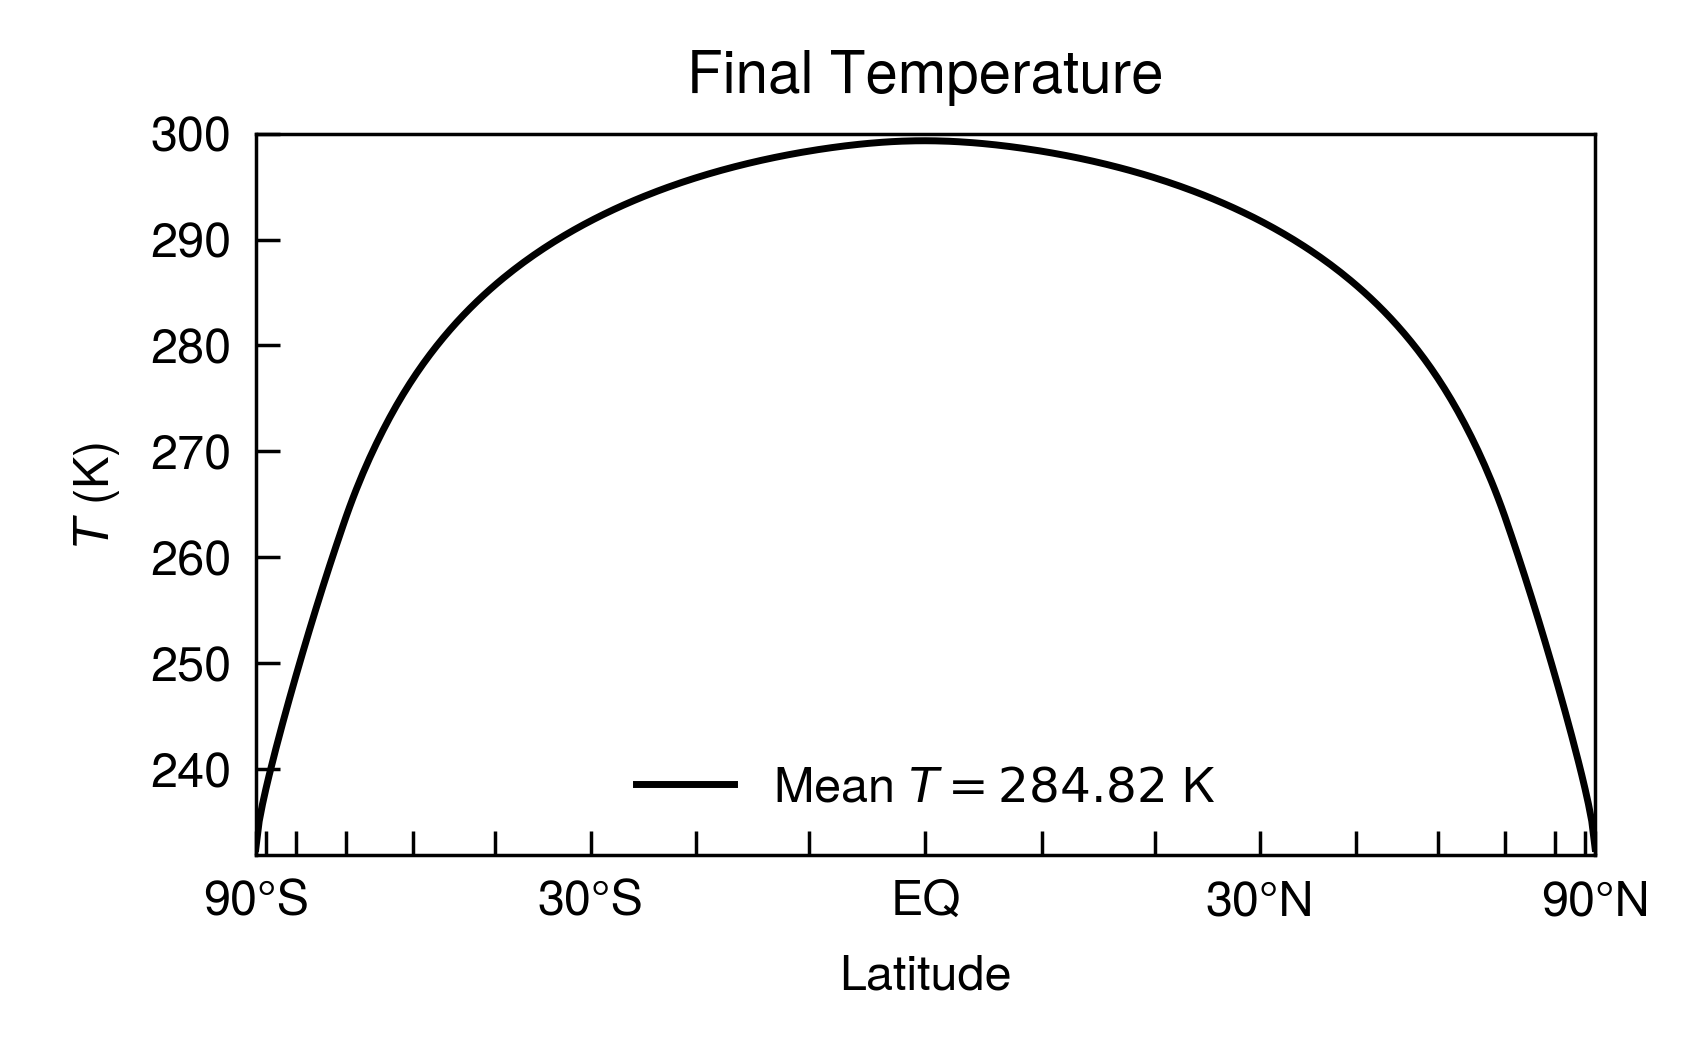 Final Temperature
300
290
280
270
260
250
240
T (K)
Mean T = 284.82 K
90°S 30°S EQ 30°N 90°N
Latitude